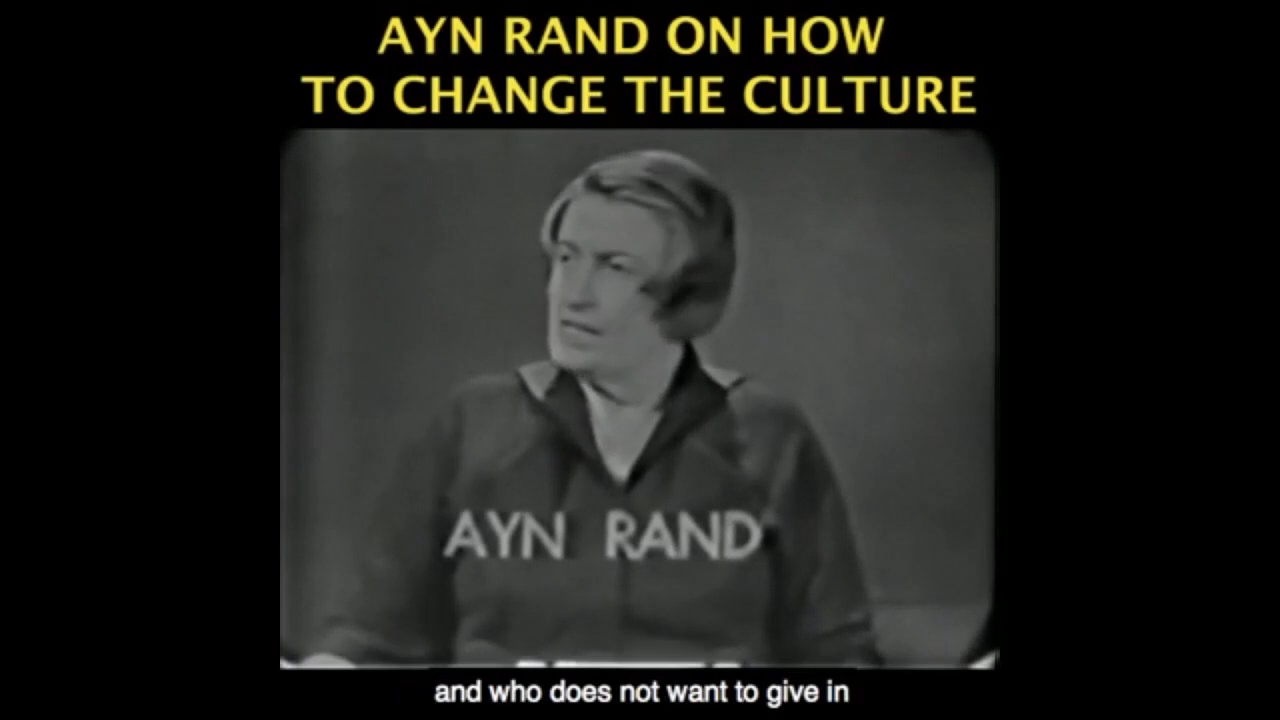 AYN RAND ON HOW
TO CHANGE THE CULTURE
AYN RAND
and who does not want to give in